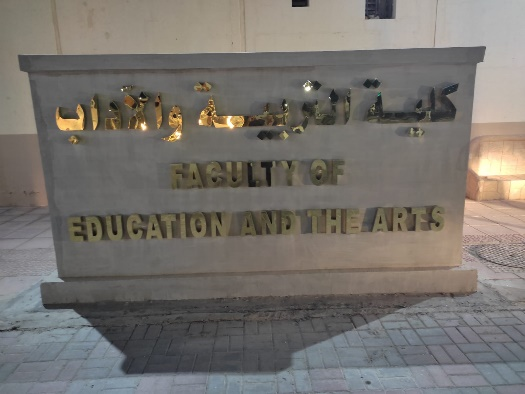 كلية التربية والآداب
FACULTY OF
EDUCATION AND THE ARTS